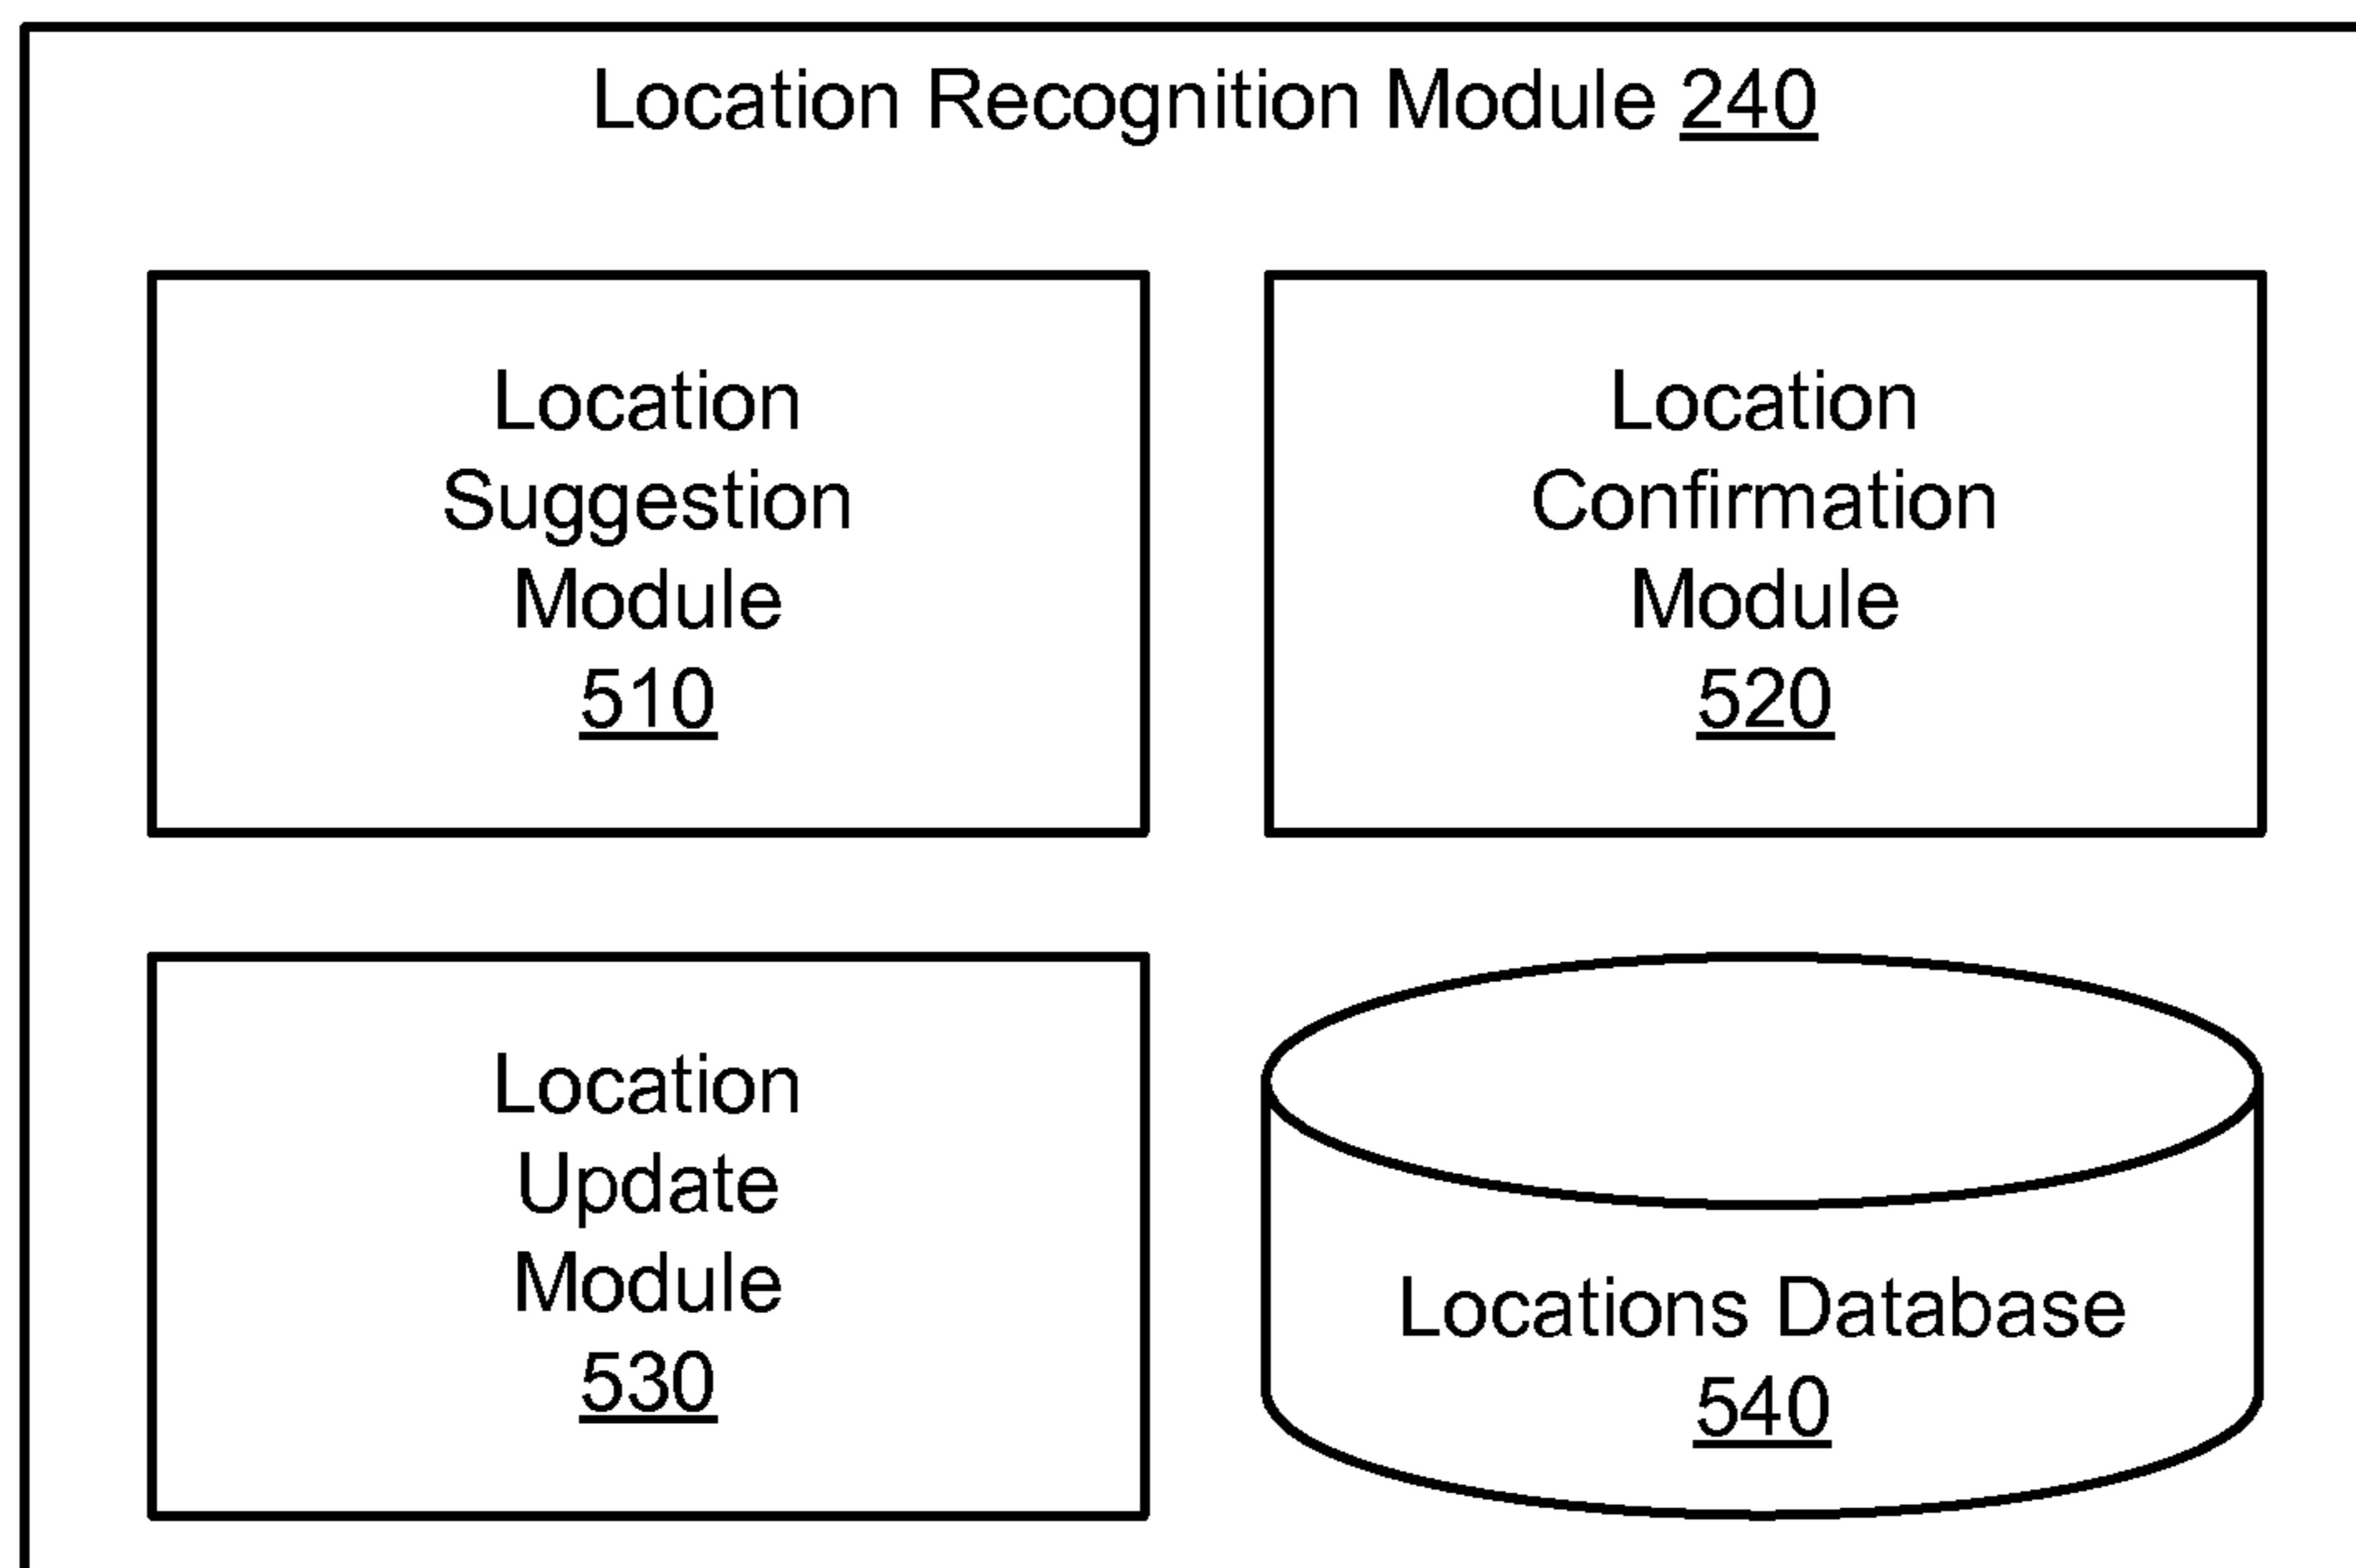 Location Recognition Module 240
Location
Suggestion
Module
510
Location
Confirmation
Module
520
Location
Update
Module
530
Locations Database
540